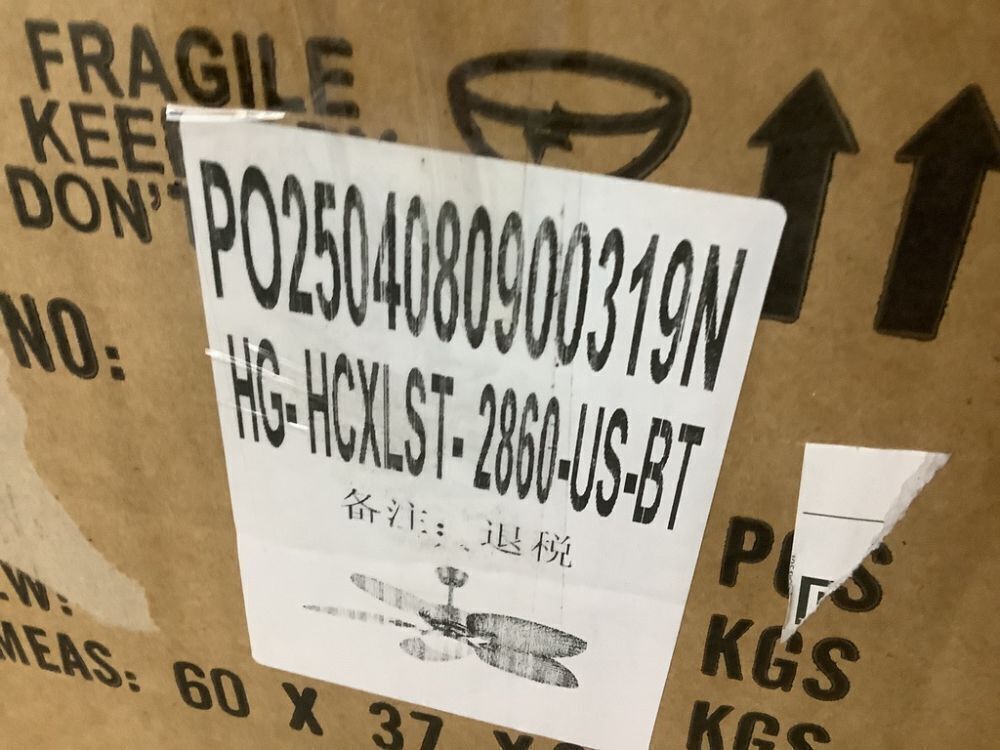 FRAGILE
KEE
DON'T
PO2504080900319N
HG-HCXLST-2860-US-BT
备注：退税
NO:
W:
MEAS: 60 X 37 X
PCS
KGS
KGS